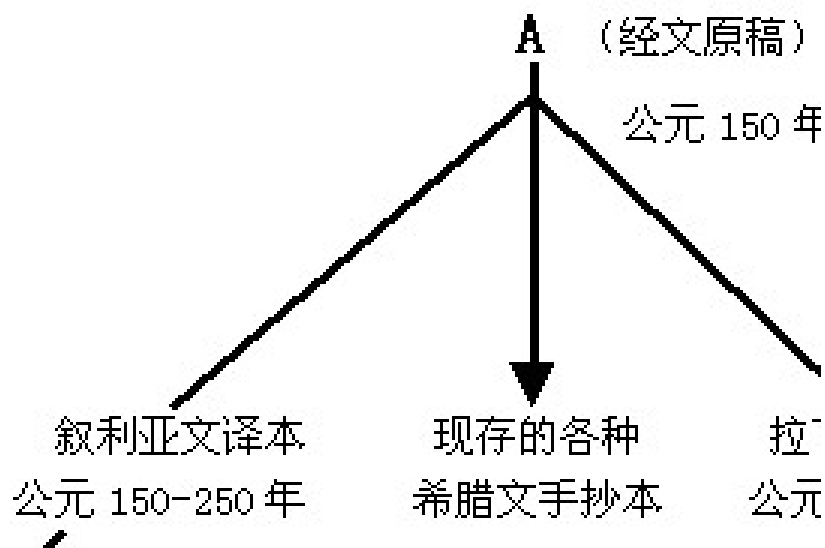 A （经文原稿）
公元 150 年
叙利亚文译本
公元 150-250 年
现存的各种
希腊文手抄本
拉
公元